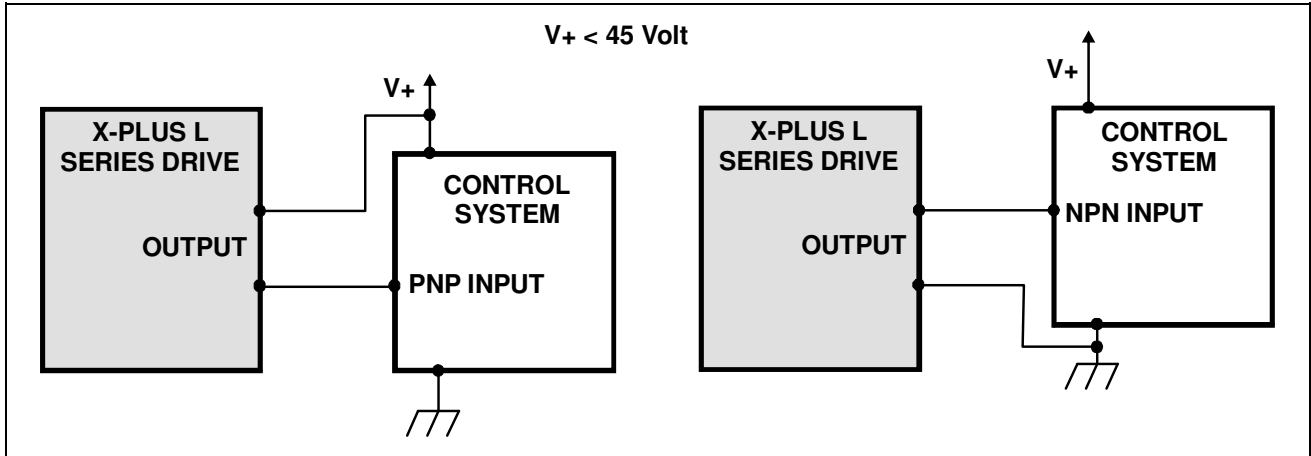 V+ < 45 Volt
V+
X-PLUS L
SERIES DRIVE
OUTPUT
CONTROL
SYSTEM
PNP INPUT
V+
X-PLUS L
SERIES DRIVE
OUTPUT
CONTROL
SYSTEM
NPN INPUT